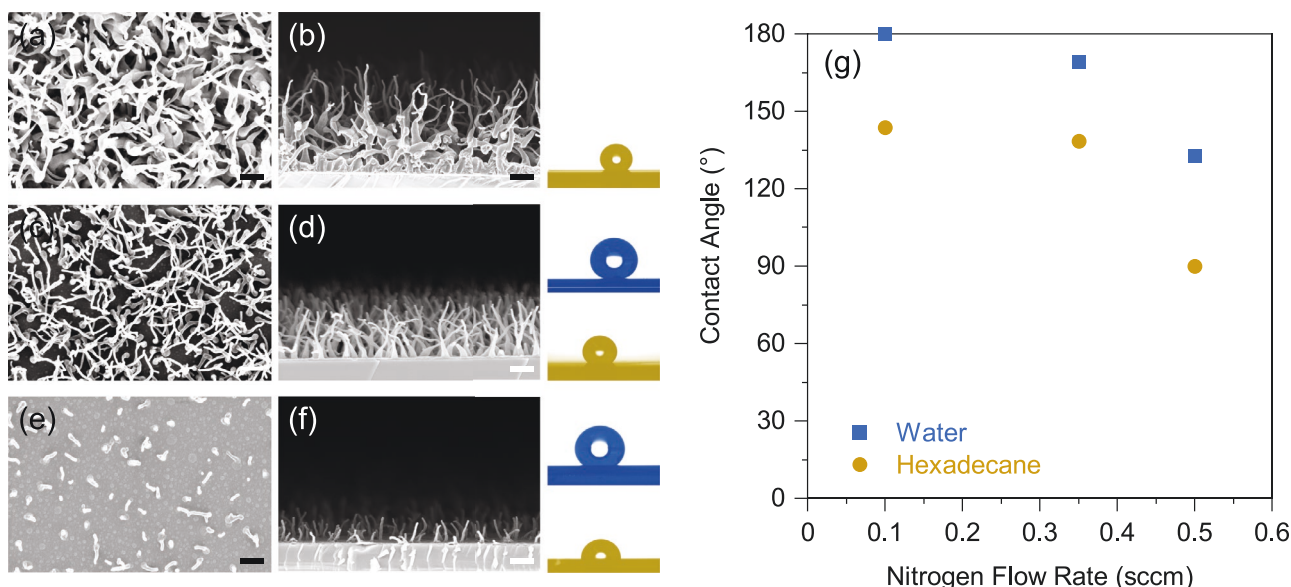 (a)
(b)
(c)
(d)
(e)
(f)
(g)
180
150
120
90
60
30
0
Contact Angle (°)
Water
Hexadecane
0
0.1
0.2
0.3
0.4
0.5
0.6
Nitrogen Flow Rate (sccm)